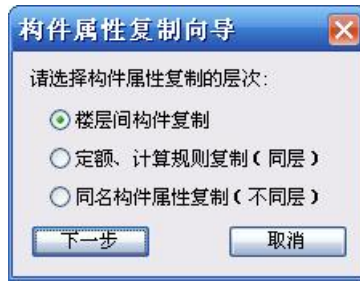 构件属性复制向导
请选择构件属性复制的层次:
楼层间构件复制
定额、计算规则复制(同层)
同名构件属性复制(不同层)
下一步 取消